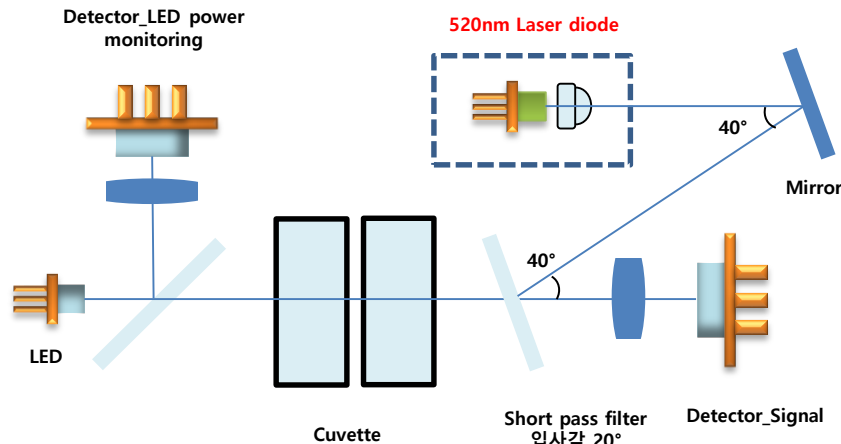 Detector_LED power
monitoring
520nm Laser diode
40°
Mirror
40°
LED
Cuvette
Short pass filter
입사각 20°
Detector_Signal